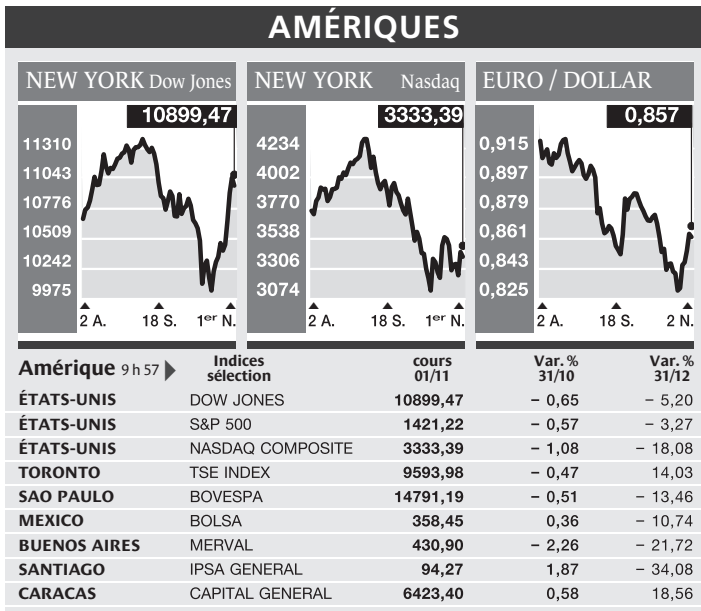 AMÉRIQUES
NEW YORK Dow Jones
10899,47
11310
11043
10776
10509
10242
9975
2 A. 18 S. 1er N.
NEW YORK Nasdaq
3333,39
4234
4002
3770
3538
3306
3074
2 A. 18 S. 1er N.
EURO / DOLLAR
0,857
0,915
0,897
0,879
0,861
0,843
0,825
2 A. 18 S. 2 N.
Amérique 9 h 57 Indices sélection cours 01/11 Var. % 31/10 Var. % 31/12
ÉTATS-UNIS DOW JONES 10899,47 – 0,65 – 5,20
ÉTATS-UNIS S&P 500 1421,22 – 0,57 – 3,27
ÉTATS-UNIS NASDAQ COMPOSITE 3333,39 – 1,08 – 18,08
TORONTO TSE INDEX 9593,98 – 0,47 14,03
SAO PAULO BOVESPA 14791,19 – 0,51 – 13,46
MEXICO BOLSA 358,45 0,36 – 10,74
BUENOS AIRES MERVAL 430,90 – 2,26 – 21,72
SANTIAGO IPSA GENERAL 94,27 1,87 – 34,08
CARACAS CAPITAL GENERAL 6423,40 0,58 18,56